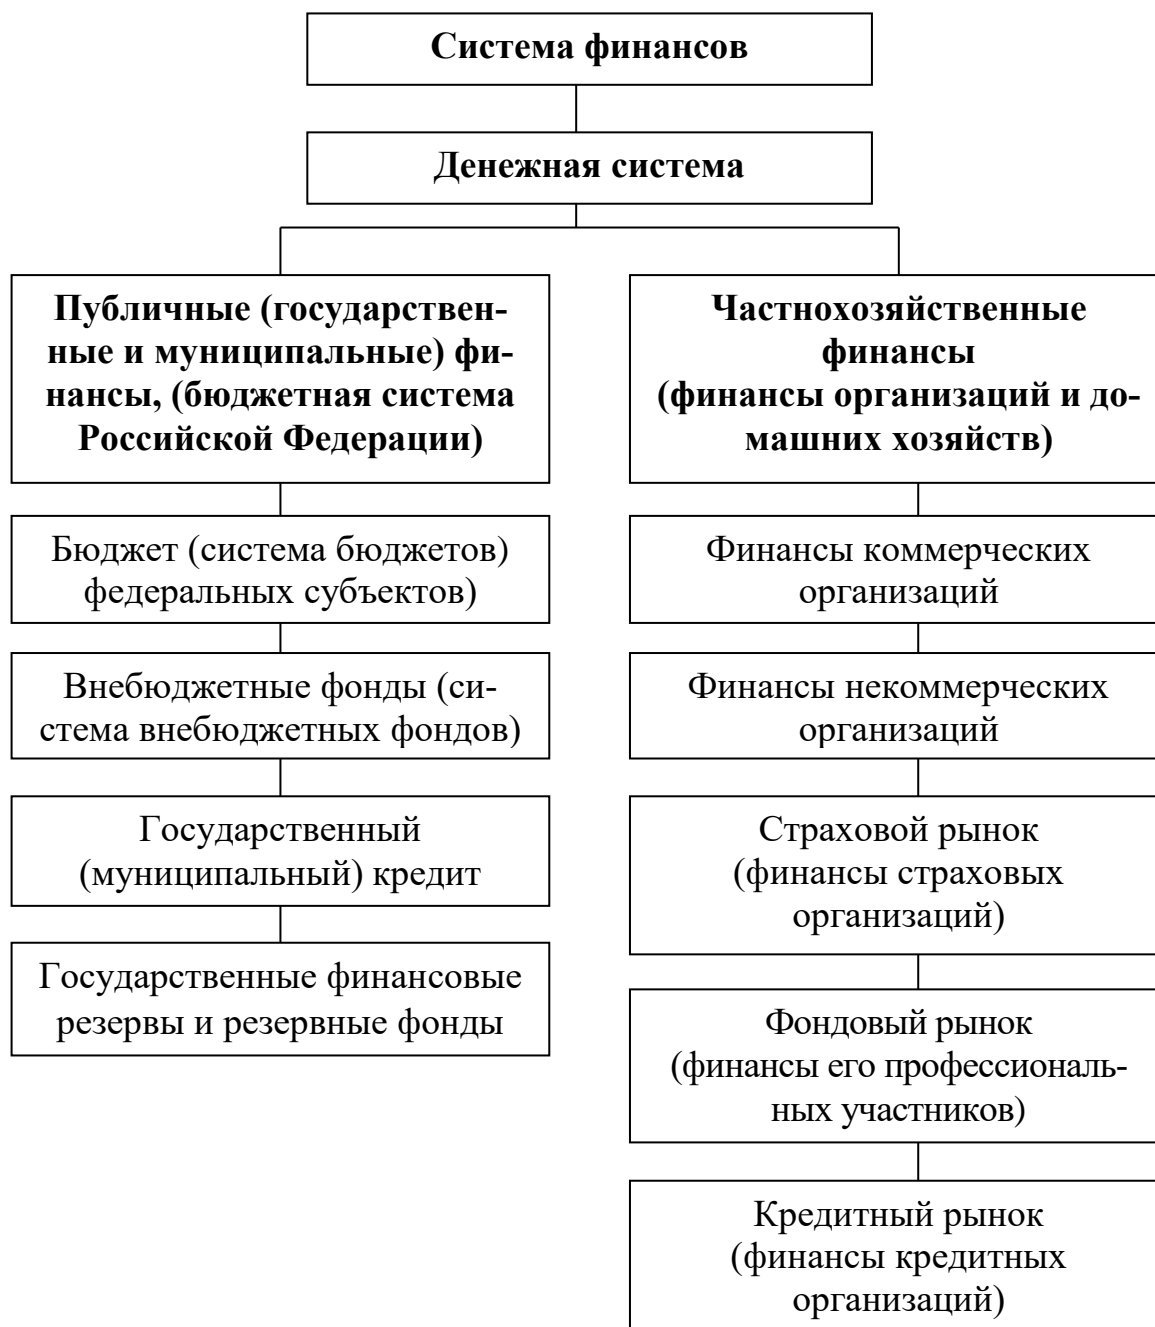 Система финансов
Денежная система
Публичные (государствен-
ные и муниципальные) фи-
нансы, (бюджетная система
Российской Федерации)
Бюджет (система бюджетов)
федеральных субъектов)
Внебюджетные фонды (си-
стема внебюджетных фондов)
Государственный
(муниципальный) кредит
Государственные финансовые
резервы и резервные фонды
Частнохозяйственные
финансы
(финансы организаций и до-
машних хозяйств)
Финансы коммерческих
организаций
Финансы некоммерческих
организаций
Страховой рынок
(финансы страховых
организаций)
Фондовый рынок
(финансы его профессиональ-
ных участников)
Кредитный рынок
(финансы кредитных
организаций)